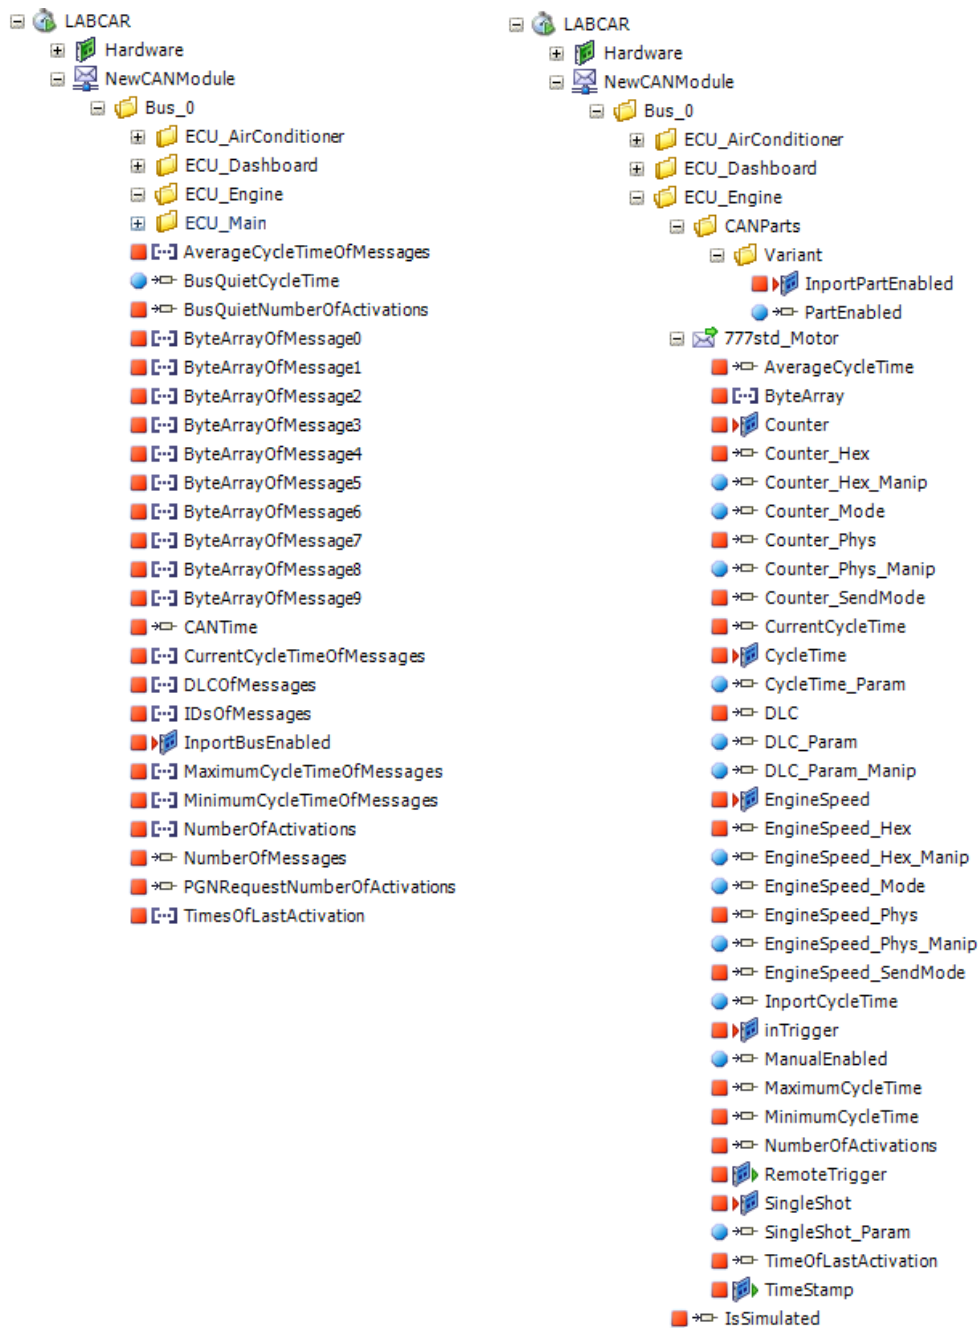 LABCAR
Hardware
NewCANModule
Bus_0
ECU_AirConditioner
ECU_Dashboard
ECU_Engine
ECU_Main
AverageCycleTimeOfMessages
BusQuietCycleTime
BusQuietNumberOfActivations
ByteArrayOfMessage0
ByteArrayOfMessage1
ByteArrayOfMessage2
ByteArrayOfMessage3
ByteArrayOfMessage4
ByteArrayOfMessage5
ByteArrayOfMessage6
ByteArrayOfMessage7
ByteArrayOfMessage8
ByteArrayOfMessage9
CANTime
CurrentCycleTimeOfMessages
DLCOfMessages
IDsOfMessages
InportBusEnabled
MaximumCycleTimeOfMessages
MinimumCycleTimeOfMessages
NumberOfActivations
NumberOfMessages
PGNRequestNumberOfActivations
TimesOfLastActivation
LABCAR
Hardware
NewCANModule
Bus_0
ECU_AirConditioner
ECU_Dashboard
ECU_Engine
CANParts
Variant
InportPartEnabled
PartEnabled
777std_Motor
AverageCycleTime
ByteArray
Counter
Counter_Hex
Counter_Hex_Manip
Counter_Mode
Counter_Phys
Counter_Phys_Manip
Counter_SendMode
CurrentCycleTime
CycleTime
CycleTime_Param
DLC
DLC_Param
DLC_Param_Manip
EngineSpeed
EngineSpeed_Hex
EngineSpeed_Hex_Manip
EngineSpeed_Mode
EngineSpeed_Phys
EngineSpeed_Phys_Manip
EngineSpeed_SendMode
InportCycleTime
inTrigger
ManualEnabled
MaximumCycleTime
MinimumCycleTime
NumberOfActivations
RemoteTrigger
SingleShot
SingleShot_Param
TimeOfLastActivation
TimeStamp
IsSimulated